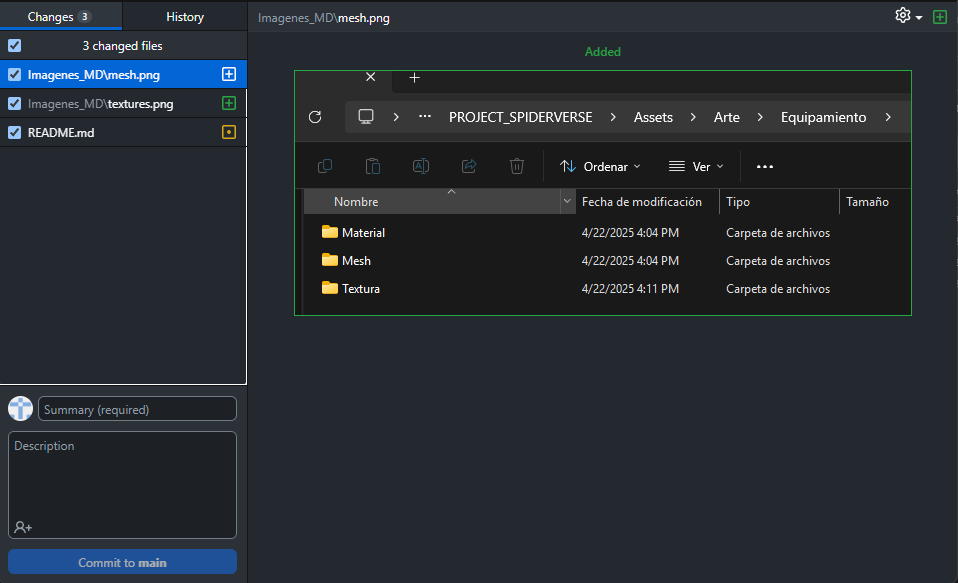 Changes 3
History
Imagenes_MD\mesh.png
3 changed files
Imagenes_MD\mesh.png
Imagenes_MD\textures.png
README.md
Added
··· PROJECT_SPIDERVERSE > Assets > Arte > Equipamiento >
Ordenar
Ver
···
Nombre
Fecha de modificación
Tipo
Tamaño
Material 4/22/2025 4:04 PM Carpeta de archivos
Mesh 4/22/2025 4:04 PM Carpeta de archivos
Textura 4/22/2025 4:11 PM Carpeta de archivos
Summary (required)
Description
Commit to main